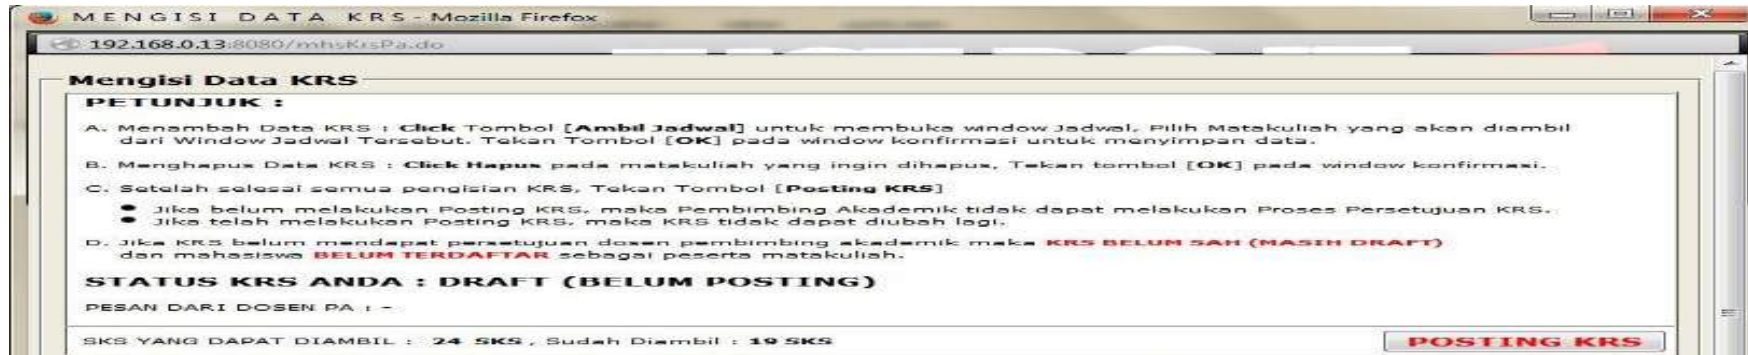 MENGISI DATA KRS - Mozilla Firefox
192.168.0.13:8080/mhsKrsPa.do
Mengisi Data KRS
PETUNJUK :
A. Menambah Data KRS : Click Tombol [Ambil Jadwal] untuk membuka window Jadwal, Pilih Matakuliah yang akan diambil
dari Window Jadwal Tersebut. Tekan Tombol [OK] pada window konfirmasi untuk menyimpan data.
B. Menghapus Data KRS : Click Hapus pada matakuliah yang ingin dihapus, Tekan tombol [OK] pada window konfirmasi.
C. Setelah selesai semua pengisian KRS, Tekan Tombol [Posting KRS]
● Jika belum melakukan Posting KRS, maka Pembimbing Akademik tidak dapat melakukan Proses Persetujuan KRS.
● Jika telah melakukan Posting KRS, maka KRS tidak dapat diubah lagi.
D. Jika KRS belum mendapat persetujuan dosen pembimbing akademik maka KRS BELUM SAH (MASIH DRAFT)
dan mahasiswa BELUM TERDAFTAR sebagai peserta matakuliah.
STATUS KRS ANDA : DRAFT (BELUM POSTING)
PESAN DARI DOSEN PA : -
SKS YANG DAPAT DIAMBIL : 24 SKS , Sudah Diambil : 19 SKS
POSTING KRS